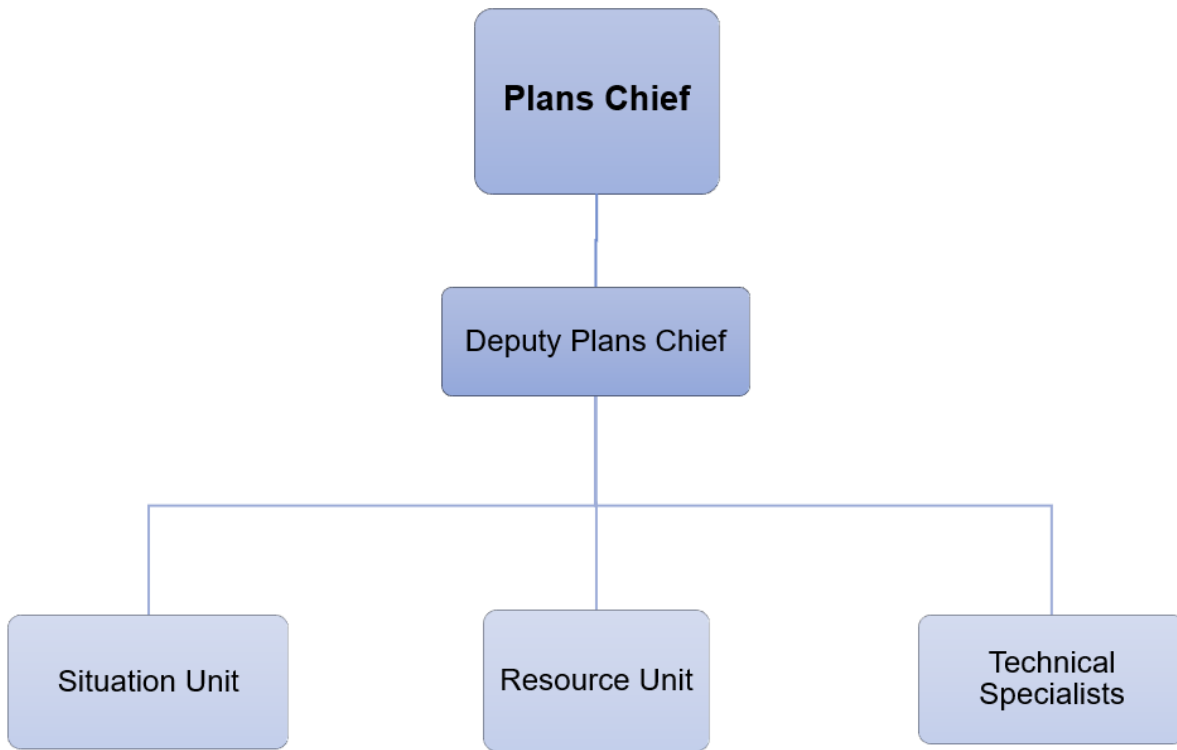 Plans Chief
Deputy Plans Chief
Situation Unit
Resource Unit
Technical
Specialists